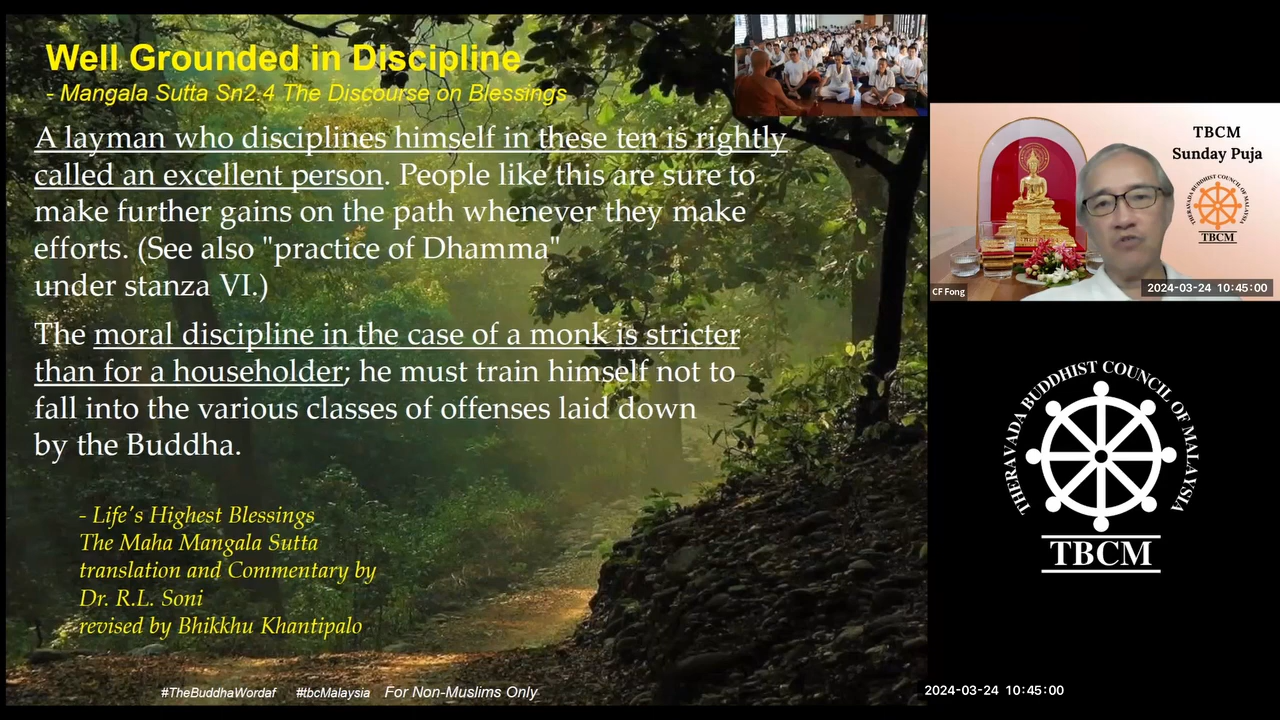 Well Grounded in Discipline
- Mangala Sutta Sn2.4 The Discourse on Blessings
A layman who disciplines himself in these ten is rightly
called an excellent person. People like this are sure to
make further gains on the path whenever they make
efforts. (See also "practice of Dhamma"
under stanza VI.)
The moral discipline in the case of a monk is stricter
than for a householder; he must train himself not to
fall into the various classes of offenses laid down
by the Buddha.
- Life's Highest Blessings
The Maha Mangala Sutta
translation and Commentary by
Dr. R.L. Soni
revised by Bhikkhu Khantipalo
#TheBuddhaWordaf #tbcMalaysia For Non-Muslims Only
TBCM
Sunday Puja
THERAVADA BUDDHIST COUNCIL OF MALAYSIA
TBCM
CF Fong
2024-03-24 10:45:00
THERAVADA BUDDHIST COUNCIL OF MALAYSIA
TBCM
2024-03-24 10:45:00